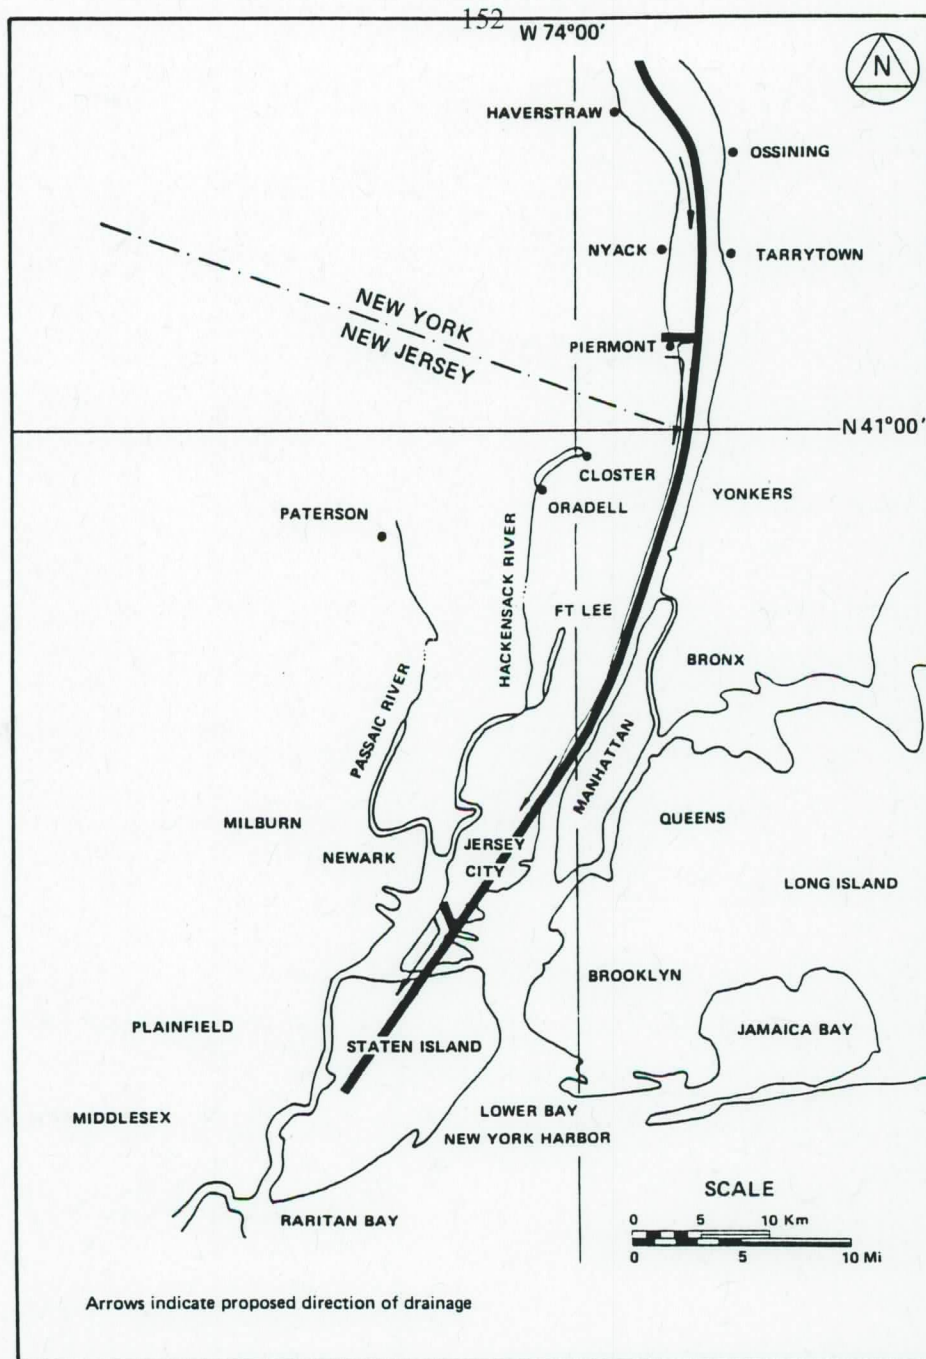 152
W 74°00'
N
HAVERSTRAW
OSSINING
NYACK
TARRYTOWN
NEW YORK
NEW JERSEY
PIERMONT
N 41°00'
CLOSTER
ORADELL
YONKERS
PATERSON
HACKENSACK RIVER
FT LEE
BRONX
PASSAIC RIVER
MANHATTAN
MILBURN
QUEENS
NEWARK
JERSEY
CITY
LONG ISLAND
BROOKLYN
PLAINFIELD
JAMAICA BAY
STATEN ISLAND
MIDDLESEX
LOWER BAY
NEW YORK HARBOR
SCALE
RARITAN BAY
0 5 10 Km
0 5 10 Mi
Arrows indicate proposed direction of drainage